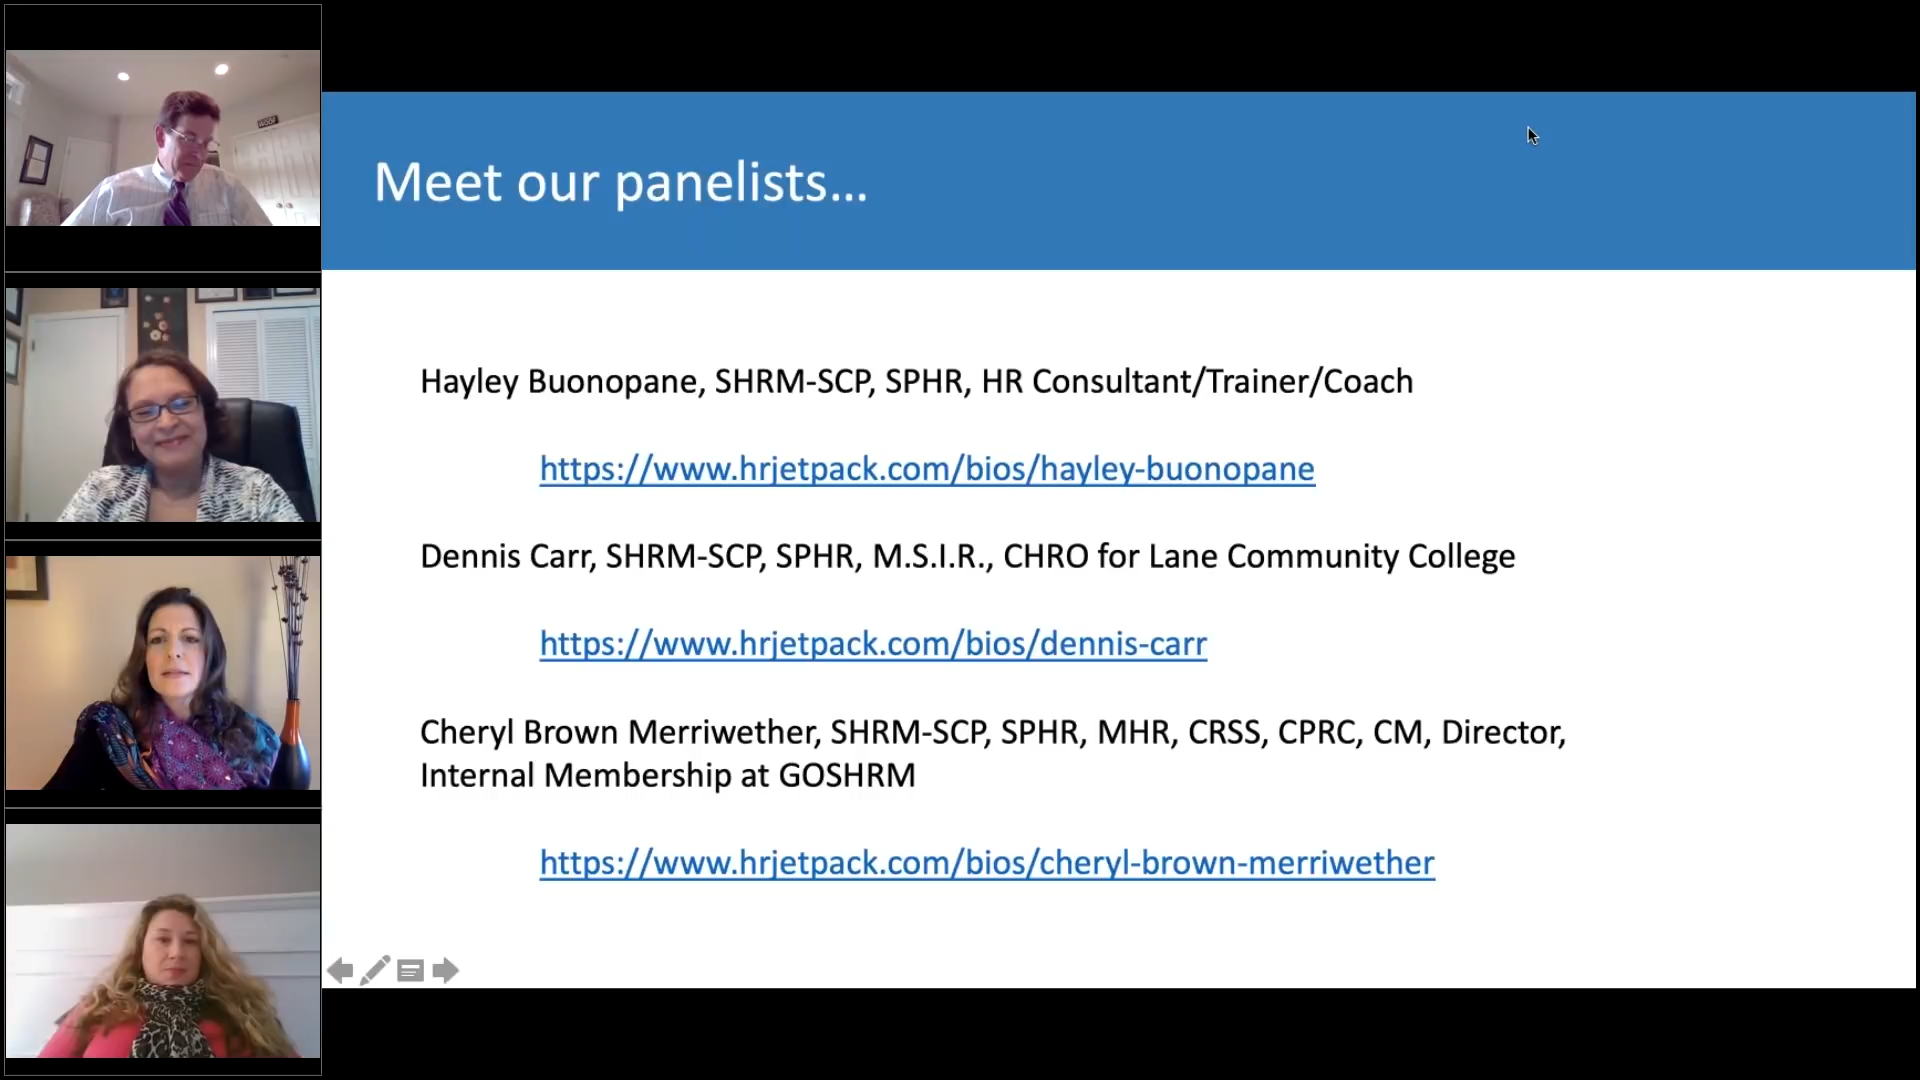 WOOF
Meet our panelists...
Hayley Buonopane, SHRM-SCP, SPHR, HR Consultant/Trainer/Coach
https://www.hrjetpack.com/bios/hayley-buonopane
Dennis Carr, SHRM-SCP, SPHR, M.S.I.R., CHRO for Lane Community College
https://www.hrjetpack.com/bios/dennis-carr
Cheryl Brown Merriwether, SHRM-SCP, SPHR, MHR, CRSS, CPRC, CM, Director,
Internal Membership at GOSHRM
https://www.hrjetpack.com/bios/cheryl-brown-merriwether